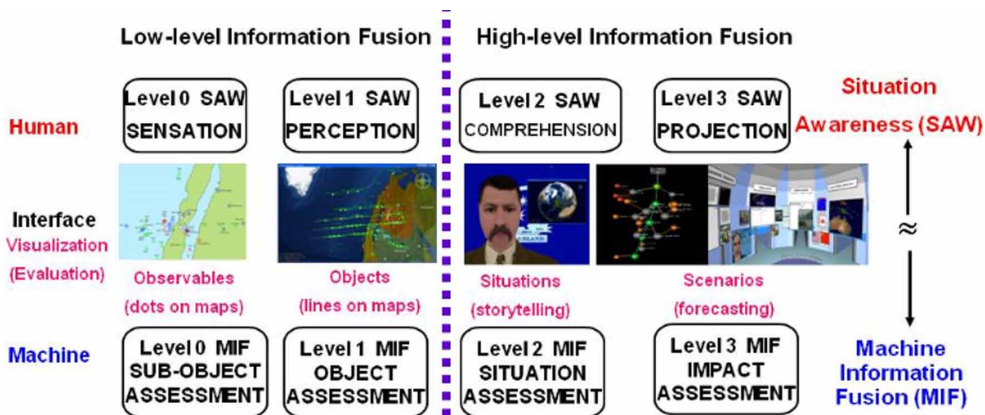 Low-level Information Fusion
High-level Information Fusion
Human
Level 0 SAW
SENSATION
Level 1 SAW
PERCEPTION
Level 2 SAW
COMPREHENSION
Level 3 SAW
PROJECTION
Situation
Awareness (SAW)
Interface
Visualization
(Evaluation)
Observables
(dots on maps)
Objects
(lines on maps)
Situations
(storytelling)
Scenarios
(forecasting)
≈
Machine
Level 0 MIF
SUB-OBJECT
ASSESSMENT
Level 1 MIF
OBJECT
ASSESSMENT
Level 2 MIF
SITUATION
ASSESSMENT
Level 3 MIF
IMPACT
ASSESSMENT
Machine
Information
Fusion (MIF)